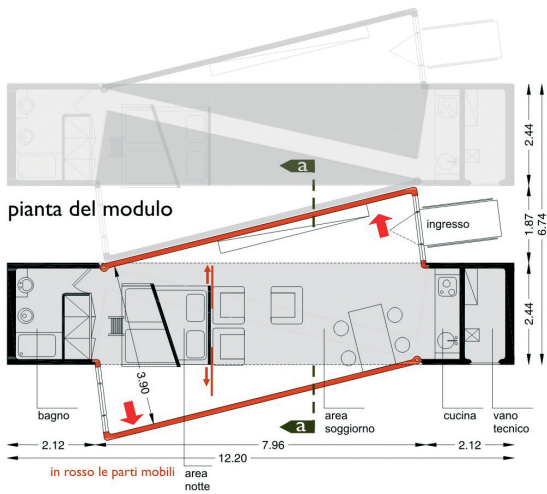 2.44
a
pianta del modulo
ingresso
1.87
6.74
2.44
3.90
bagno
a
area
soggiorno
cucina
vano
tecnico
2.12
7.96
2.12
12.20
in rosso le parti mobili
area
notte